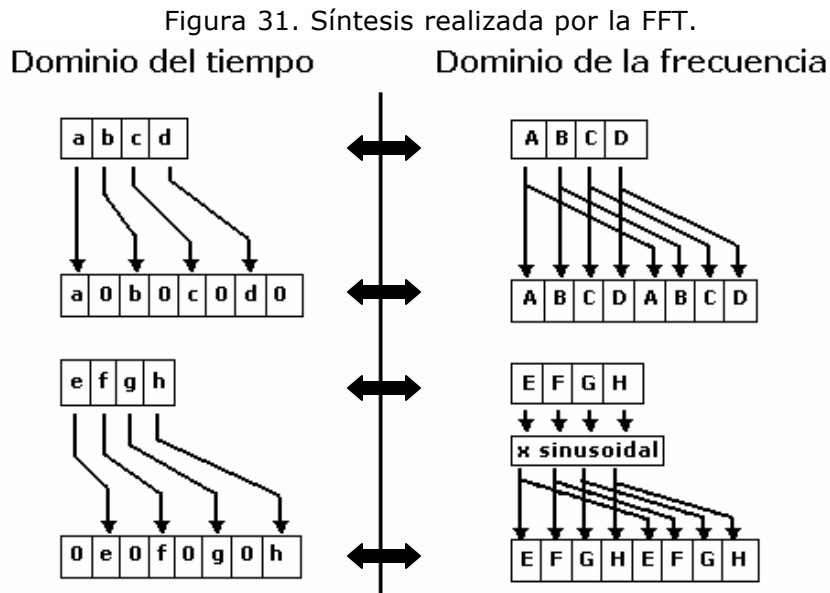 Figura 31. Síntesis realizada por la FFT.
Dominio del tiempo
Dominio de la frecuencia
a b c d
A B C D
a 0 b 0 c 0 d 0
A B C D A B C D
e f g h
E F G H
x sinusoidal
0 e 0 f 0 g 0 h
E F G H E F G H